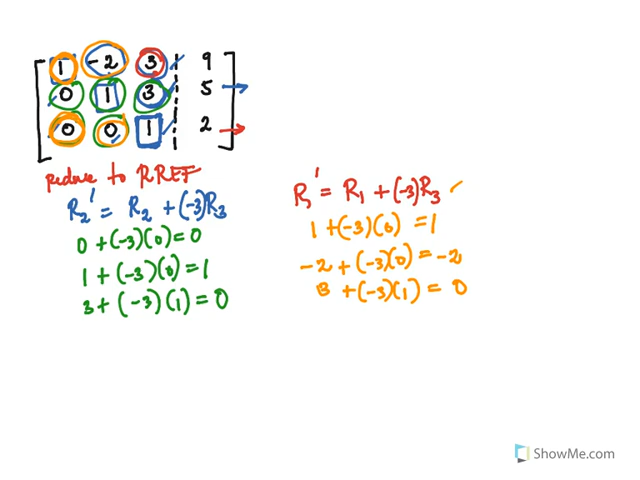 1 -2 3 9
0 1 3 5
0 0 1 2
reduce to RREF
R₂' = R₂ + (-3)R₃
0 + (-3)(0) = 0
1 + (-3)(0) = 1
3 + (-3)(1) = 0
R₁' = R₁ + (-3)R₃
1 + (-3)(0) = 1
-2 + (-3)(0) = -2
3 + (-3)(1) = 0
ShowMe.com